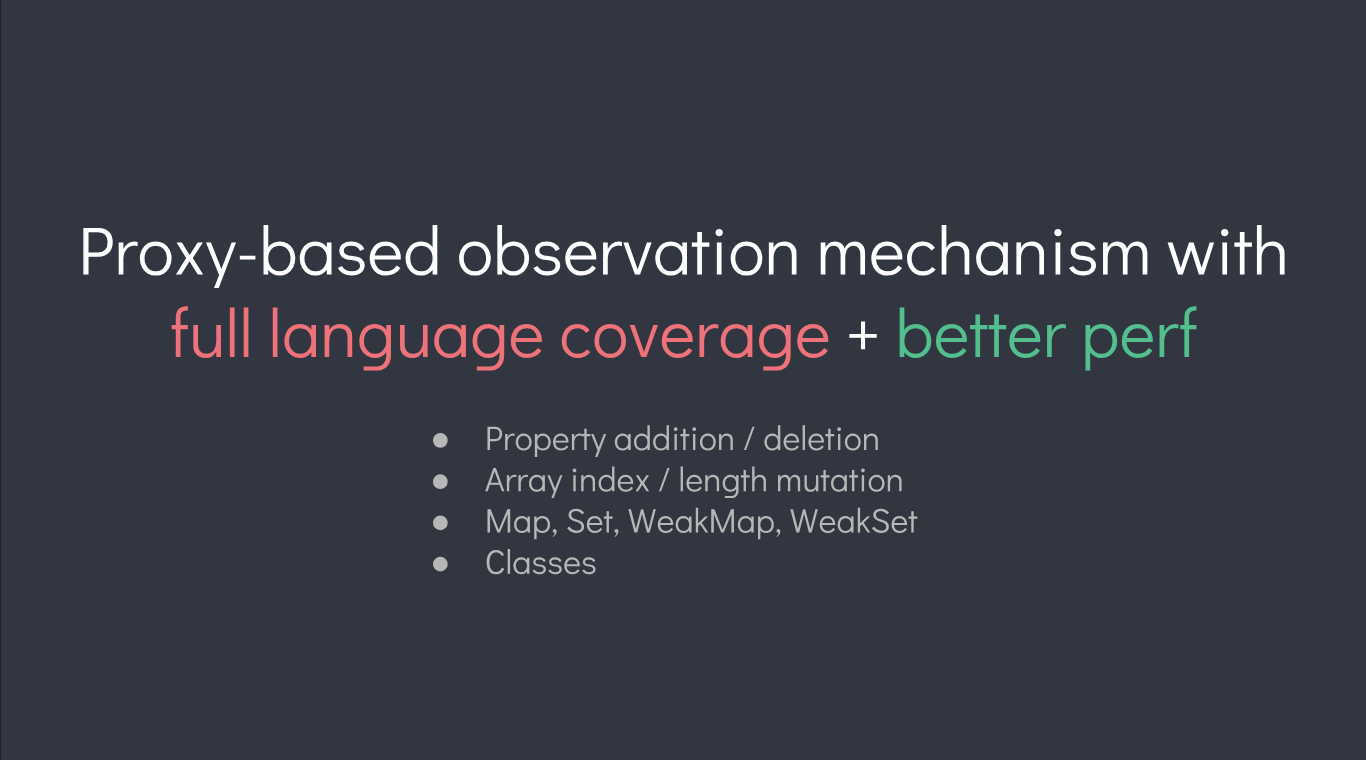 Proxy-based observation mechanism with
full language coverage + better perf
● Property addition / deletion
● Array index / length mutation
● Map, Set, WeakMap, WeakSet
● Classes